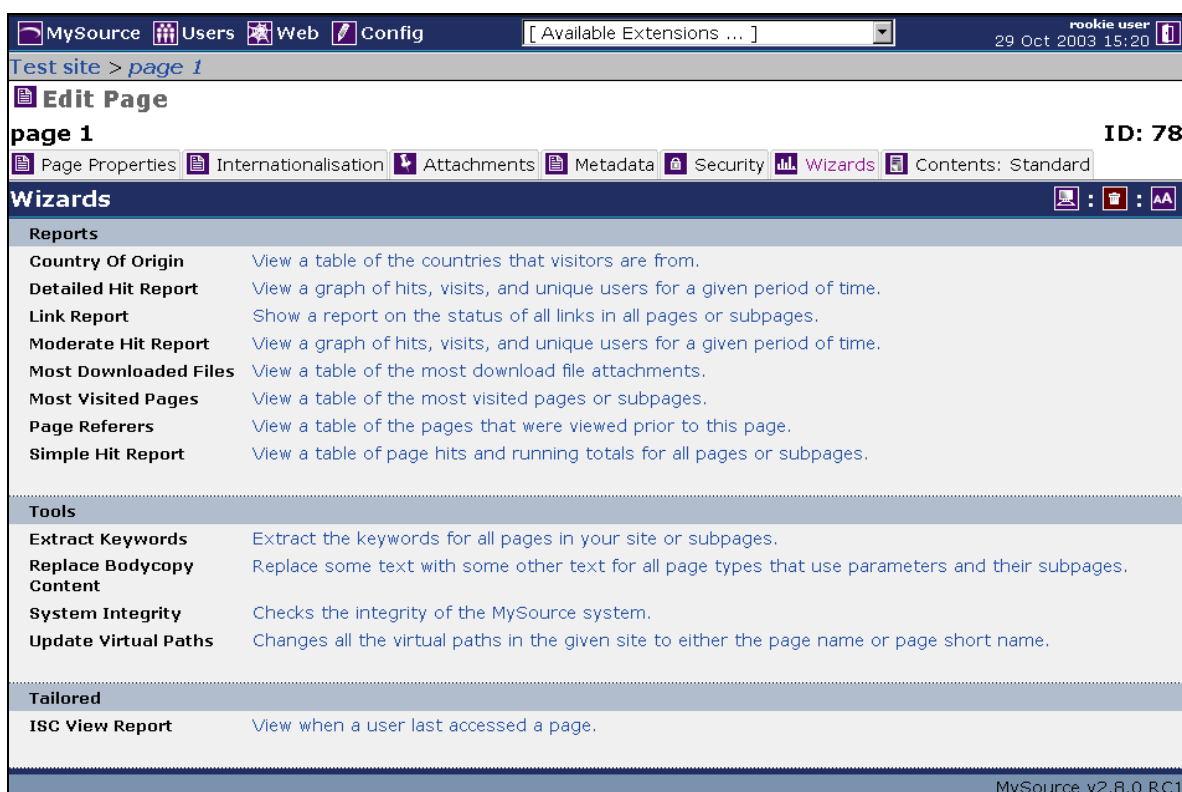 MySource Users Web Config [ Available Extensions ... ] rookie user
29 Oct 2003 15:20
Test site > page 1
Edit Page
page 1 ID: 78
Page Properties Internationalisation Attachments Metadata Security Wizards Contents: Standard
Wizards : : AA
Reports
Country Of Origin View a table of the countries that visitors are from.
Detailed Hit Report View a graph of hits, visits, and unique users for a given period of time.
Link Report Show a report on the status of all links in all pages or subpages.
Moderate Hit Report View a graph of hits, visits, and unique users for a given period of time.
Most Downloaded Files View a table of the most download file attachments.
Most Visited Pages View a table of the most visited pages or subpages.
Page Referers View a table of the pages that were viewed prior to this page.
Simple Hit Report View a table of page hits and running totals for all pages or subpages.
Tools
Extract Keywords Extract the keywords for all pages in your site or subpages.
Replace Bodycopy Replace some text with some other text for all page types that use parameters and their subpages.
Content
System Integrity Checks the integrity of the MySource system.
Update Virtual Paths Changes all the virtual paths in the given site to either the page name or page short name.
Tailored
ISC View Report View when a user last accessed a page.
MySource v2.8.0 RC1